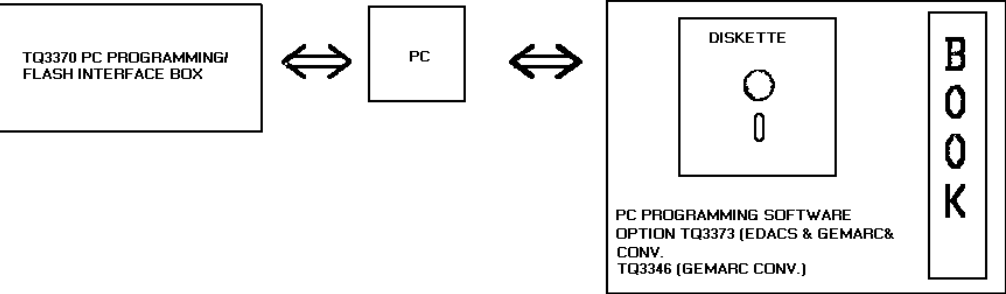 TQ3370 PC PROGRAMMING/
FLASH INTERFACE BOX
PC
DISKETTE
BOOK
PC PROGRAMMING SOFTWARE
OPTION TQ3373 (EDACS & GEMARC&
CONV.
TQ3346 (GEMARC CONV.)